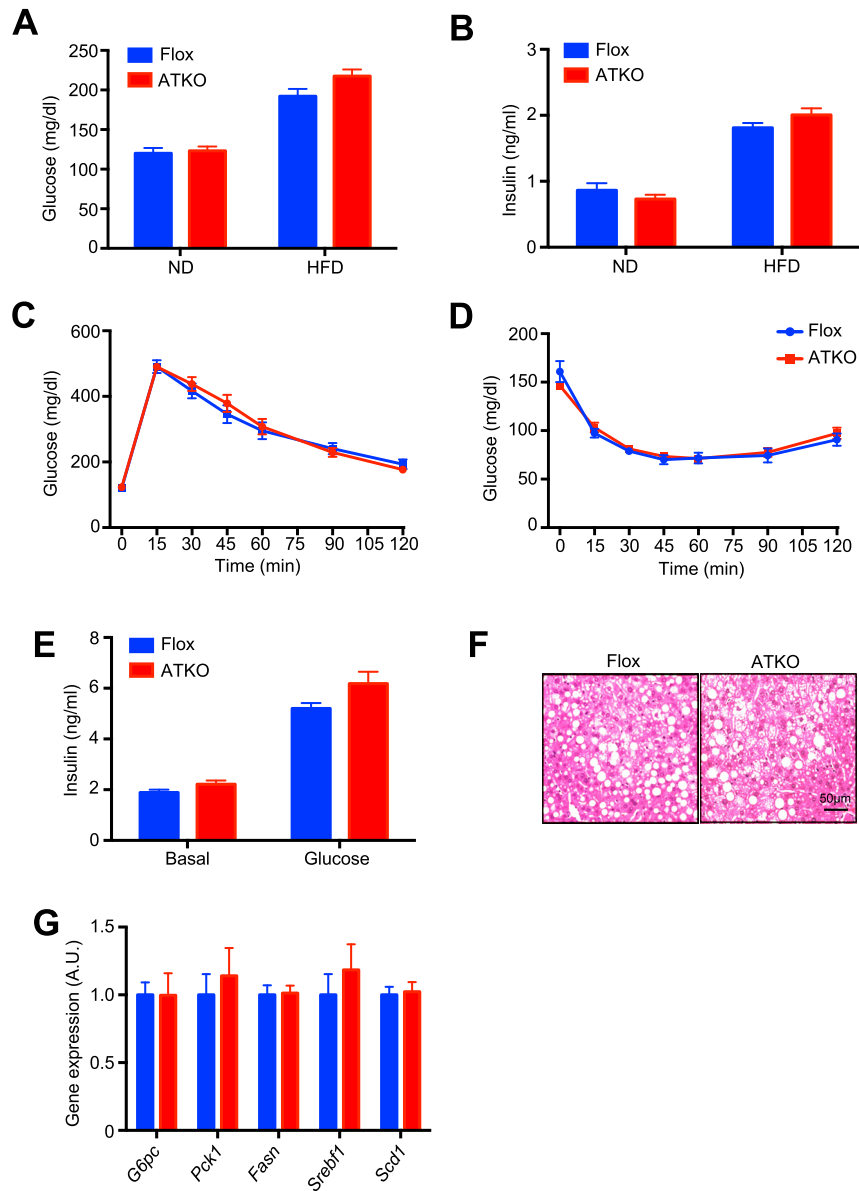 A
Flox
ATKO
Glucose (mg/dl)
250
200
150
100
50
0
ND
HFD
B
Flox
ATKO
Insulin (ng/ml)
3
2
1
0
ND
HFD
C
Glucose (mg/dl)
600
400
200
0
0 15 30 45 60 75 90 105 120
Time (min)
D
Flox
ATKO
Glucose (mg/dl)
200
150
100
50
0
0 15 30 45 60 75 90 105 120
Time (min)
E
Flox
ATKO
Insulin (ng/ml)
8
6
4
2
0
Basal
Glucose
F
Flox
ATKO
50μm
G
Gene expression (A.U.)
1.5
1.0
0.5
0
G6pc
Pck1
Fasn
Srebf1
Scd1